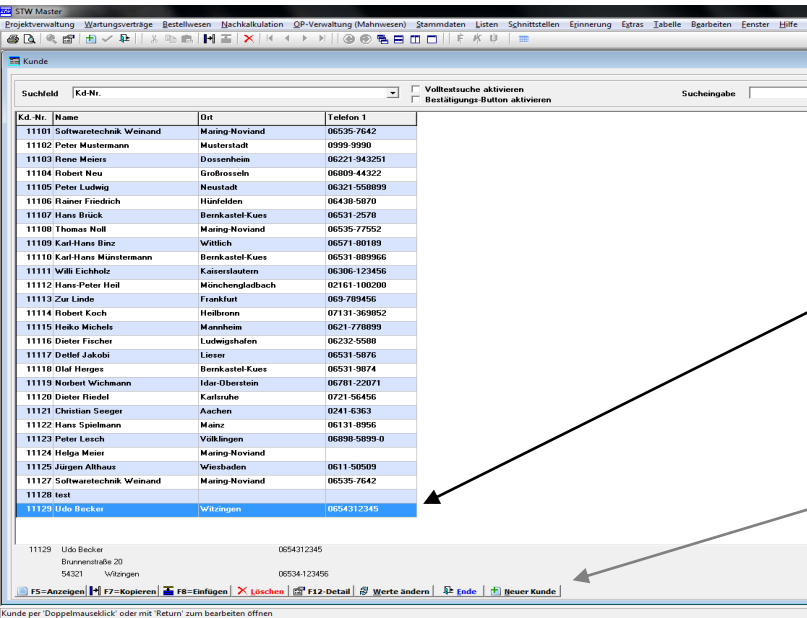 STW Master
Projektverwaltung Wartungsverträge Bestellwesen Nachkalkulation OP-Verwaltung (Mahnwesen) Stammdaten Listen Schnittstellen Erinnerung Extras Tabelle Bearbeiten Fenster Hilfe
Kunde
Suchfeld Kd-Nr. Volltextsuche aktivieren Sucheingabe
Bestätigungs-Button aktivieren
Kd.-Nr. Name Ort Telefon 1
11101 Softwaretechnik Weinand Maring-Noviand 06535-7642
11102 Peter Mustermann Musterstadt 0999-9990
11103 Rene Meiers Dossenheim 06221-943251
11104 Robert Neu Großrosseln 06809-44322
11105 Peter Ludwig Neustadt 06321-558899
11106 Rainer Friedrich Hünfelden 06438-5870
11107 Hans Brück Bernkastel-Kues 06531-2578
11108 Thomas Noll Maring-Noviand 06535-77552
11109 Karl-Hans Binz Wittlich 06571-80189
11110 Karl-Hans Münstermann Bernkastel-Kues 06531-889966
11111 Willi Eichholz Kaiserslautern 06306-123456
11112 Hans-Peter Heil Mönchengladbach 02161-100200
11113 Zur Linde Frankfurt 069-789456
11114 Robert Koch Heilbronn 07131-369852
11115 Heiko Michels Mannheim 0621-778899
11116 Dieter Fischer Ludwigshafen 06232-5588
11117 Detlef Jakobi Lieser 06531-5876
11118 Olaf Herges Bernkastel-Kues 06531-9874
11119 Norbert Wichmann Idar-Oberstein 06781-22071
11120 Dieter Riedel Karlsruhe 0721-56456
11121 Christian Seeger Aachen 0241-6363
11122 Hans Spielmann Mainz 06131-8956
11123 Peter Lesch Völklingen 06898-5899-0
11124 Helga Meier Maring-Noviand
11125 Jürgen Althaus Wiesbaden 0611-50509
11127 Softwaretechnik Weinand Maring-Noviand 06535-7642
11128 test
11129 Udo Becker Witzingen 0654312345
11129 Udo Becker 0654312345
Brunnenstraße 20
54321 Witzingen 06534-123456
F5=Anzeigen F7=Kopieren F8=Einfügen Löschen F12-Detail Werte ändern Ende Neuer Kunde
Kunde per 'Doppelmauseklick' oder mit 'Return' zum bearbeiten öffnen